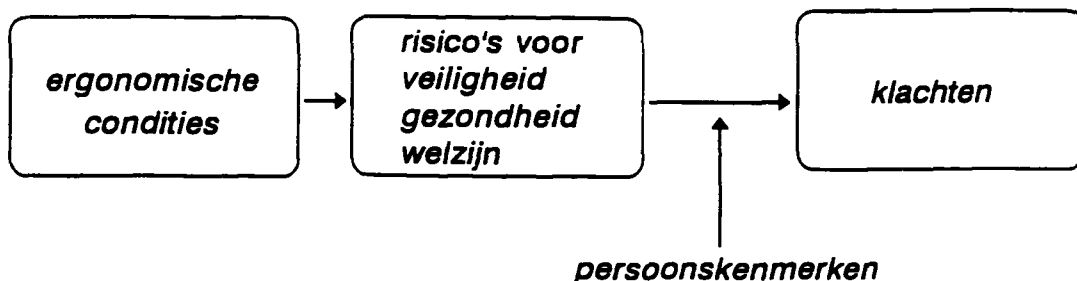 ergonomische
condities
risico's voor
veiligheid
gezondheid
welzijn
klachten
persoonskenmerken